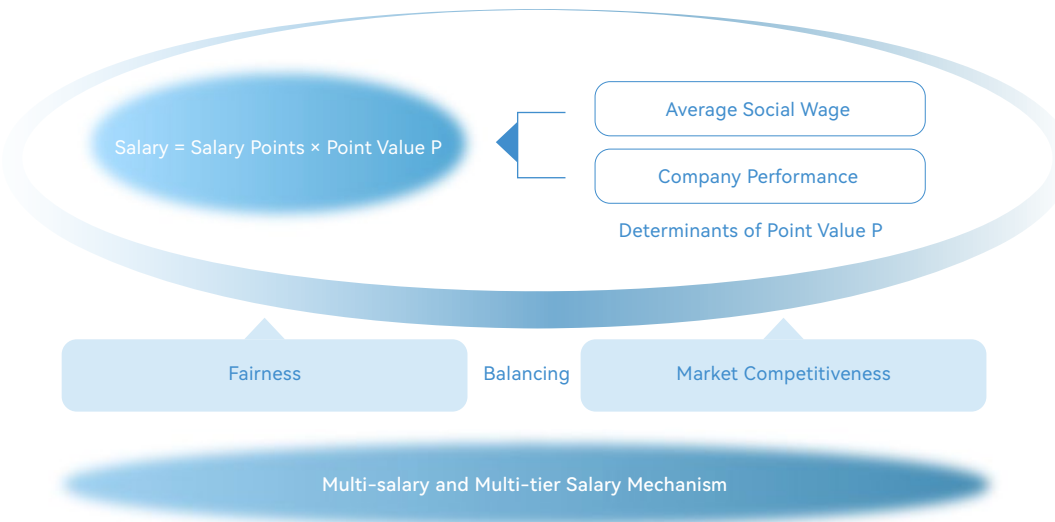 Average Social Wage
Salary = Salary Points × Point Value P
Company Performance
Determinants of Point Value P
Fairness
Balancing
Market Competitiveness
Multi-salary and Multi-tier Salary Mechanism